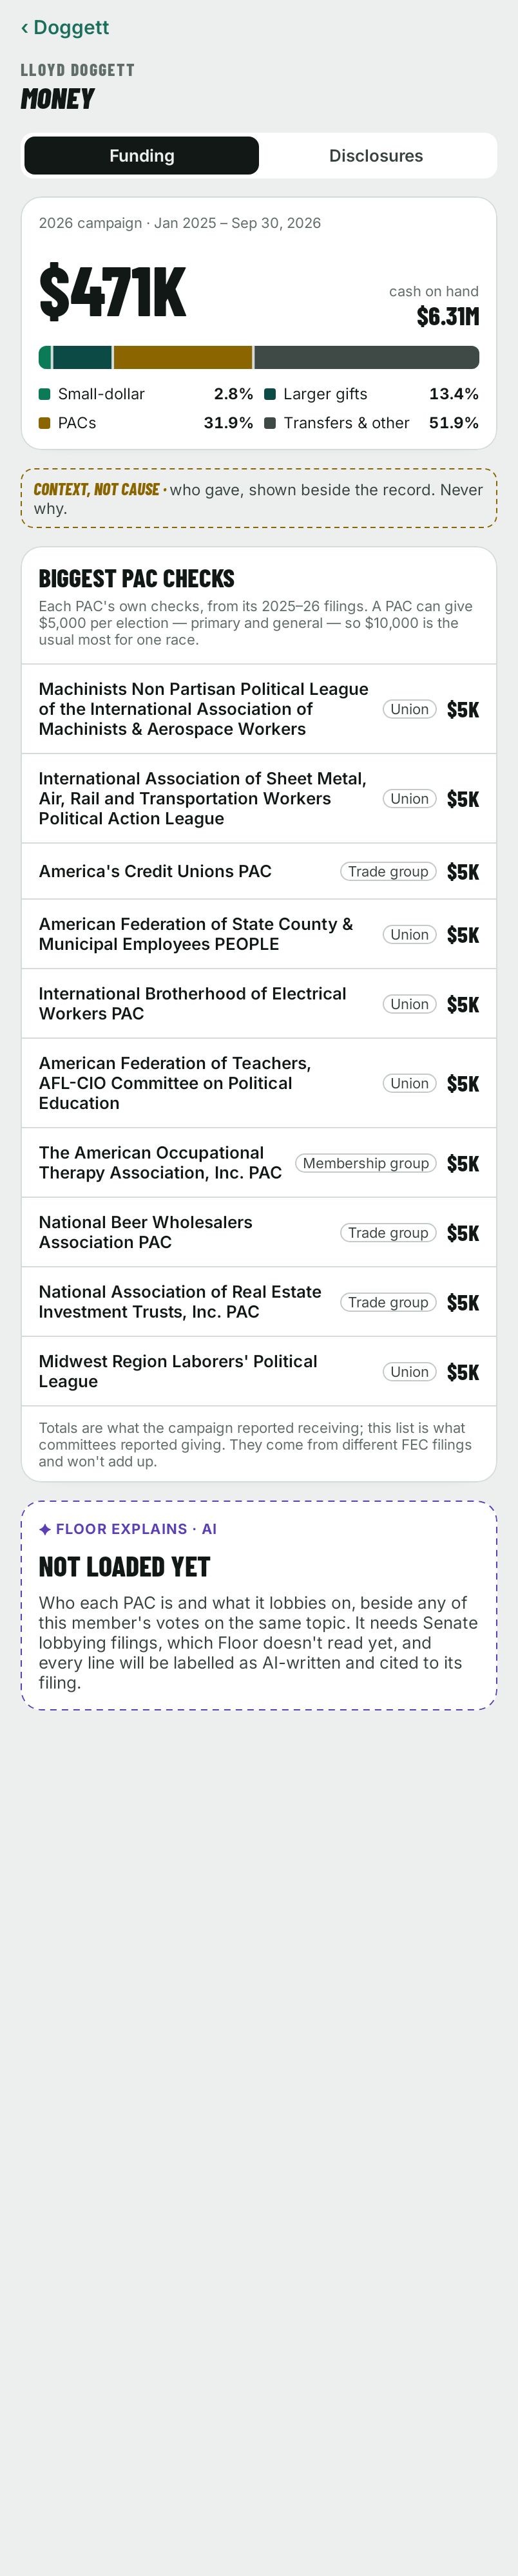 ‹ Doggett
LLOYD DOGGETT
MONEY
Funding
Disclosures
2026 campaign · Jan 2025 – Sep 30, 2026
$471K
cash on hand
$6.31M
Small-dollar 2.8%
Larger gifts 13.4%
PACs 31.9%
Transfers & other 51.9%
CONTEXT, NOT CAUSE · who gave, shown beside the record. Never
why.
BIGGEST PAC CHECKS
Each PAC's own checks, from its 2025–26 filings. A PAC can give
$5,000 per election — primary and general — so $10,000 is the
usual most for one race.
Machinists Non Partisan Political League
of the International Association of
Machinists & Aerospace Workers
Union
$5K
International Association of Sheet Metal,
Air, Rail and Transportation Workers
Political Action League
Union
$5K
America's Credit Unions PAC
Trade group
$5K
American Federation of State County &
Municipal Employees PEOPLE
Union
$5K
International Brotherhood of Electrical
Workers PAC
Union
$5K
American Federation of Teachers,
AFL-CIO Committee on Political
Education
Union
$5K
The American Occupational
Therapy Association, Inc. PAC
Membership group
$5K
National Beer Wholesalers
Association PAC
Trade group
$5K
National Association of Real Estate
Investment Trusts, Inc. PAC
Trade group
$5K
Midwest Region Laborers' Political
League
Union
$5K
Totals are what the campaign reported receiving; this list is what
committees reported giving. They come from different FEC filings
and won't add up.
✦ FLOOR EXPLAINS · AI
NOT LOADED YET
Who each PAC is and what it lobbies on, beside any of
this member's votes on the same topic. It needs Senate
lobbying filings, which Floor doesn't read yet, and
every line will be labelled as AI-written and cited to its
filing.